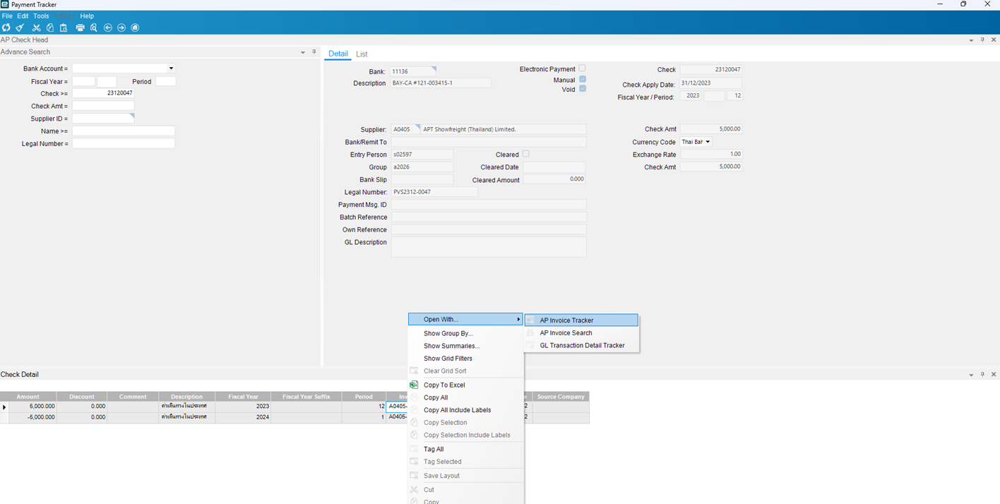 Payment Tracker
File Edit Tools Actions Help
AP Check Head
Advance Search
Bank Account =
Fiscal Year =
Period
Check >= 23120047
Check Amt =
Supplier ID =
Name >=
Legal Number =
Detail List
Bank: 11136
Description BAY-CA #121-003415-1
Electronic Payment
Manual
Void
Check 23120047
Check Apply Date: 31/12/2023
Fiscal Year / Period: 2023 12
Supplier: A0405 APT Showfreight (Thailand) Limited.
Bank/Remit To
Entry Person s02597
Cleared
Group a2026
Cleared Date
Bank Slip
Cleared Amount 0.000
Legal Number: PVS2312-0047
Payment Msg. ID
Batch Reference
Own Reference
GL Description
Check Amt 5,000.00
Currency Code Thai Bah
Exchange Rate 1.00
Check Amt 5,000.00
Open With...
Show Group By...
Show Summaries...
Show Grid Filters
Clear Grid Sort
Copy To Excel
Copy All
Copy All Include Labels
Copy Selection
Copy Selection Include Labels
Tag All
Tag Selected
Save Layout
Cut
Copy
AP Invoice Tracker
AP Invoice Search
GL Transaction Detail Tracker
Check Detail
Amount Discount Comment Description Fiscal Year Fiscal Year Suffix Period Inv Source Company
5,000.000 0.000 ค่าเดินทางในประเทศ 2023 12 A0405- 2
-5,000.000 0.000 ค่าเดินทางในประเทศ 2024 1 A0405- 2